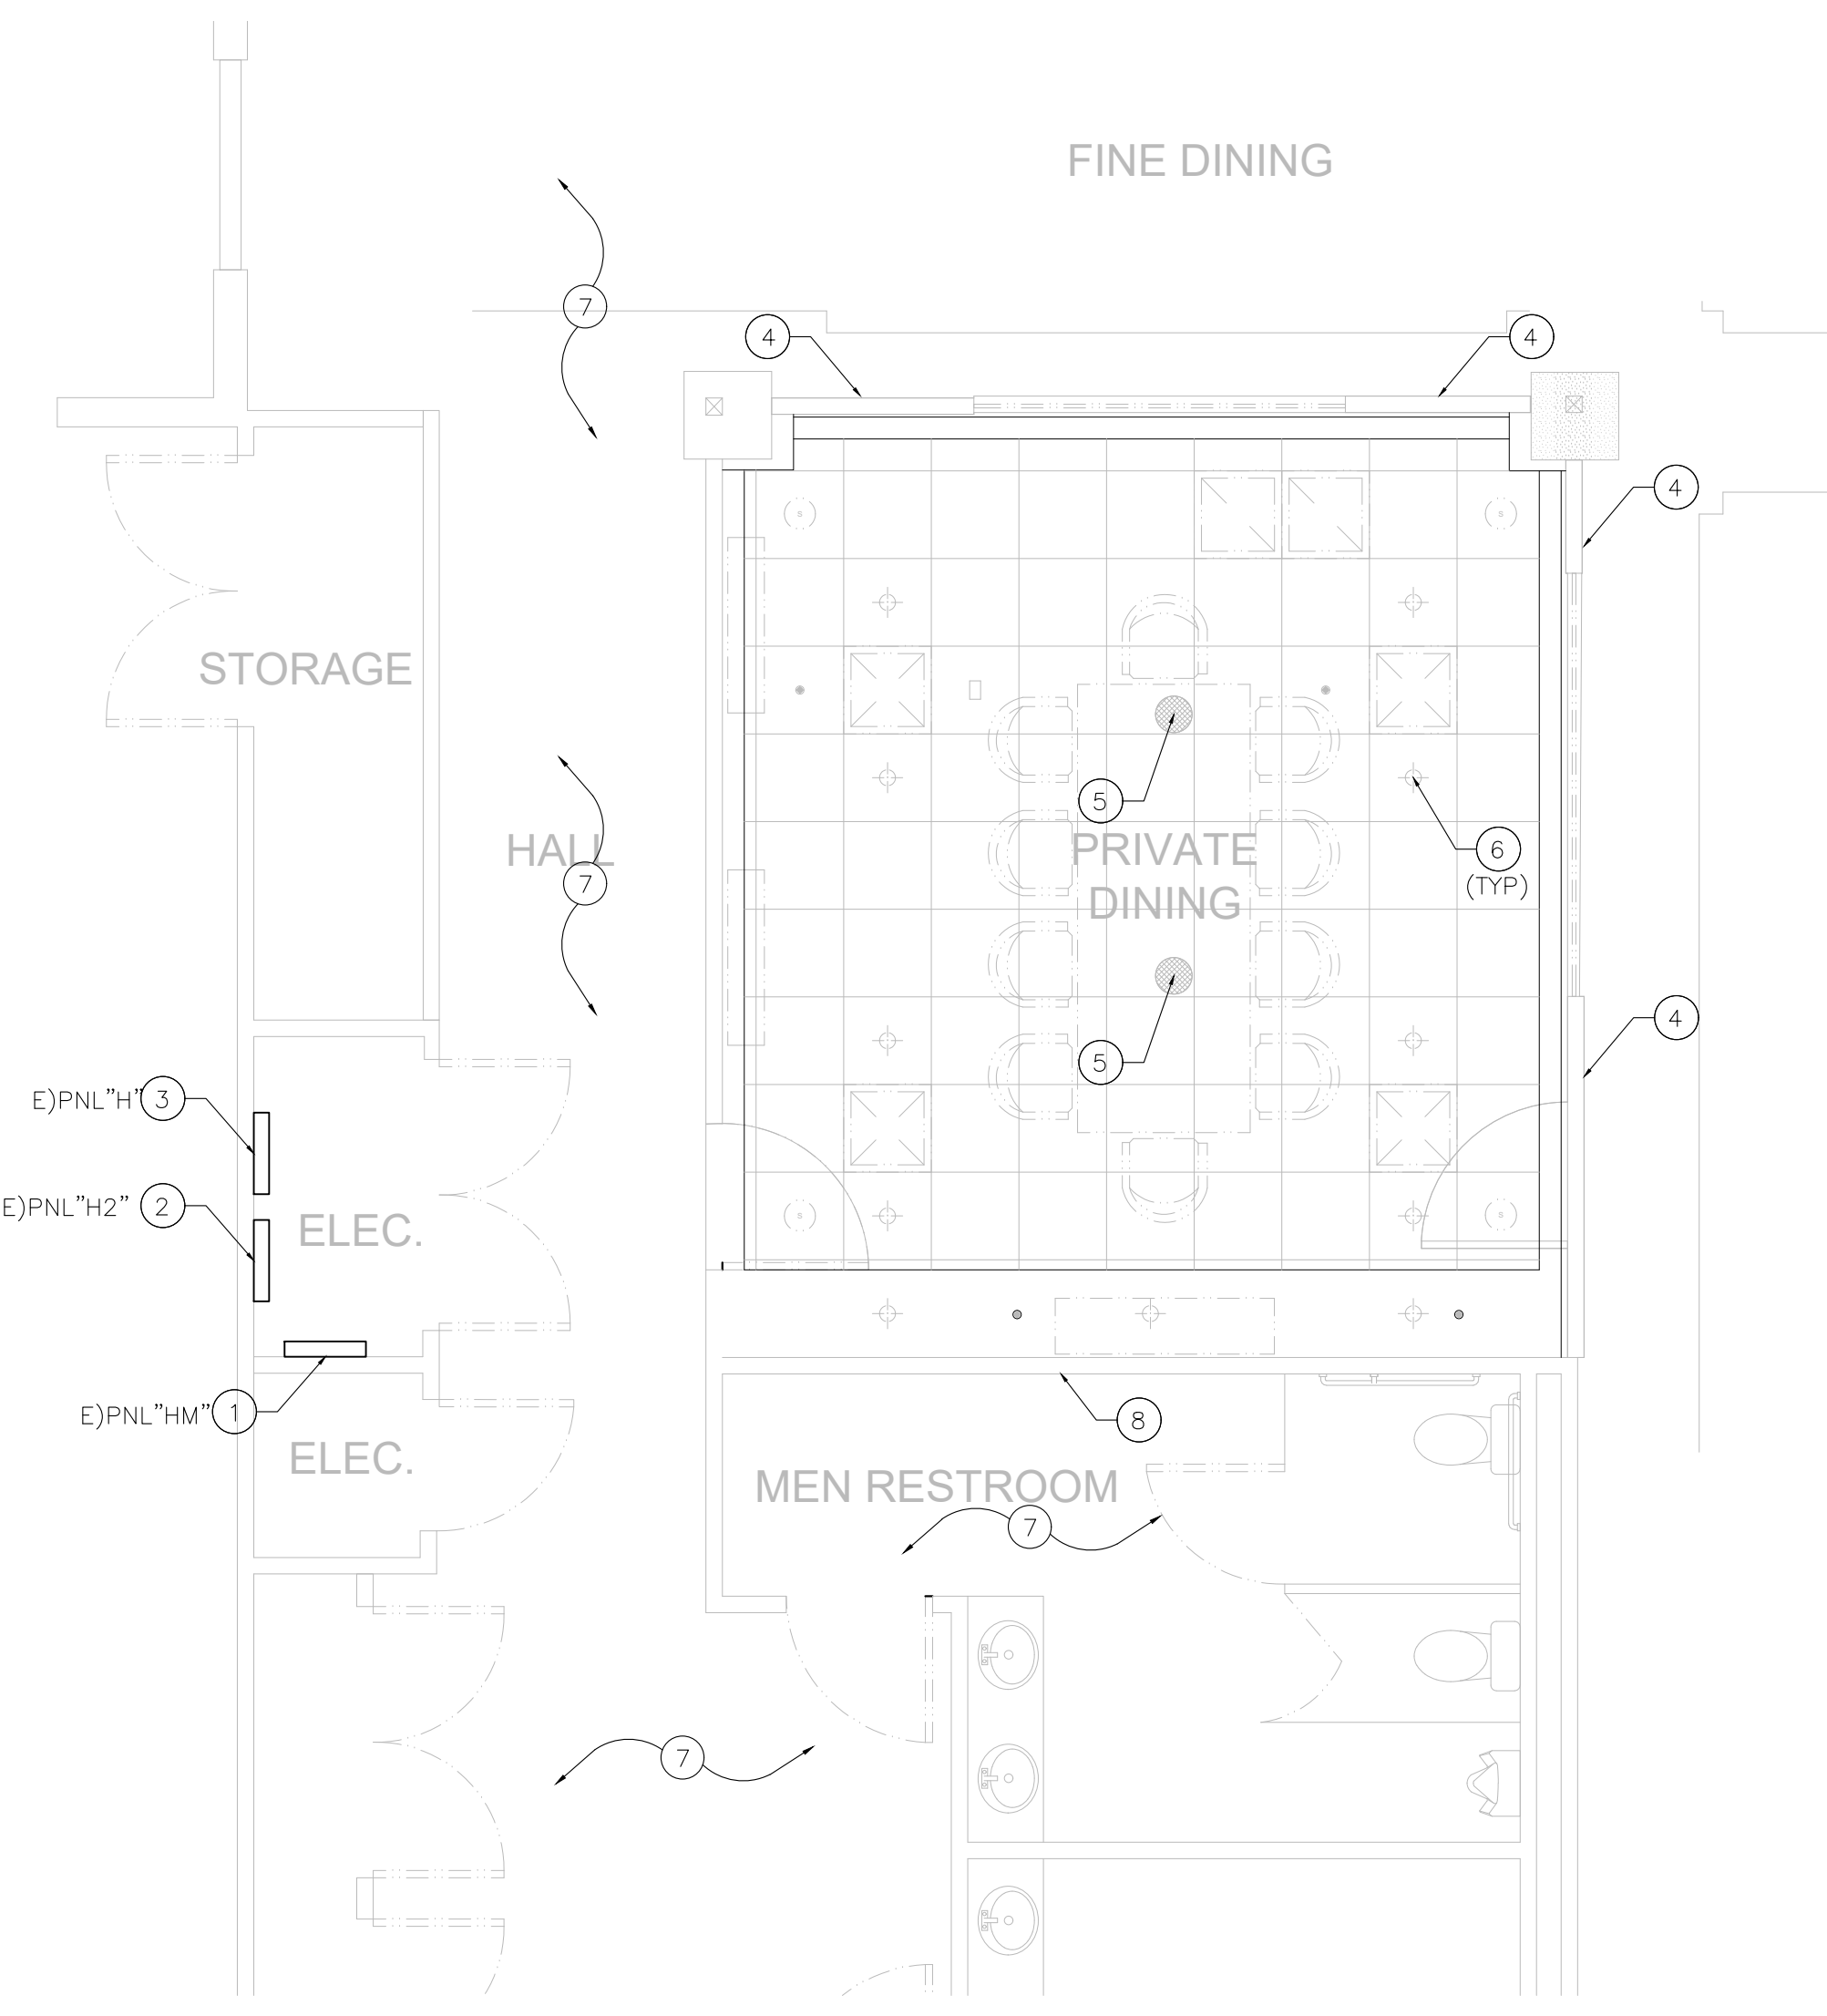 FINE DINING
7
4
4
4
S
S
STORAGE
5
HALL
7
PRIVATE
DINING
6
(TYP)
5
4
E)PNL"H"
3
E)PNL"H2"
2
ELEC.
S
S
E)PNL"HM"
1
8
ELEC.
MEN RESTROOM
7
7